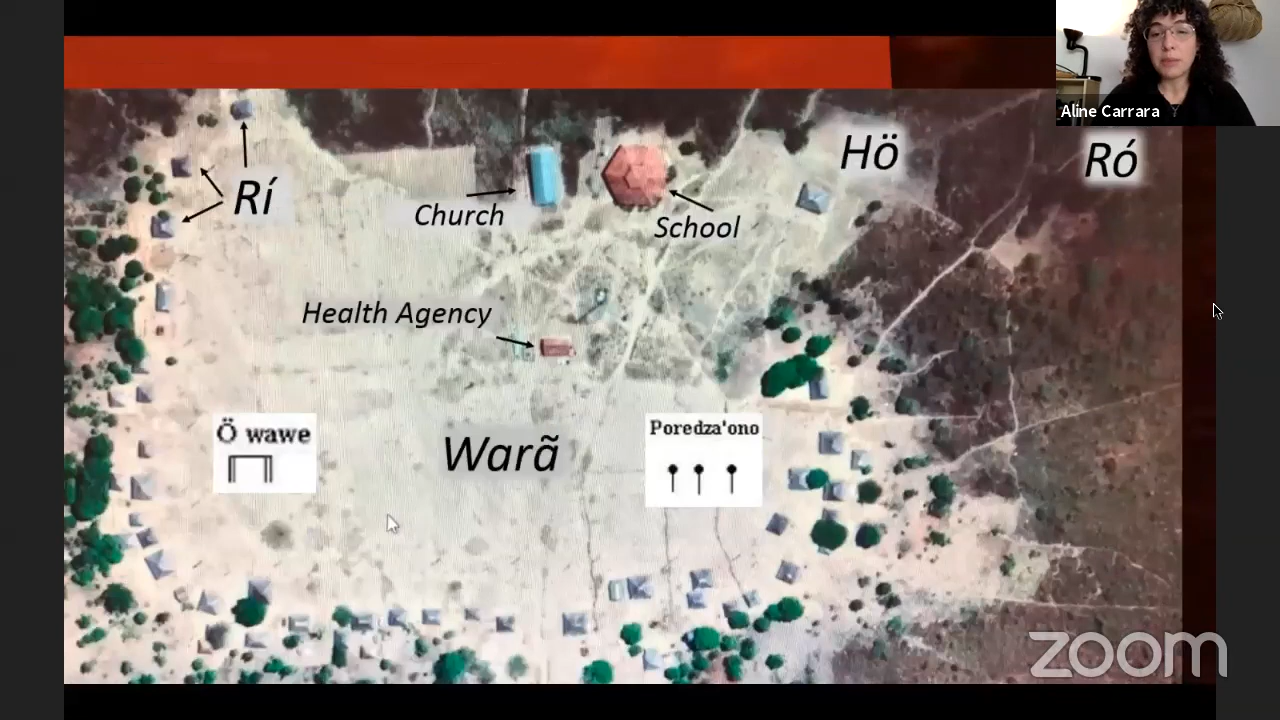 Aline Carrara
Hö
Ró
Rí
Church
School
Health Agency
Ö wawe
Warã
Poredza'ono
zoom